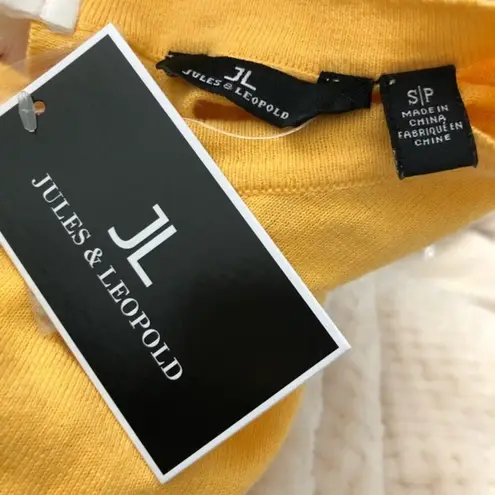 JL
JULES & LEOPOLD
S/P
MADE IN
CHINA
FABRIQUÉ EN
CHINE
JL
JULES & LEOPOLD